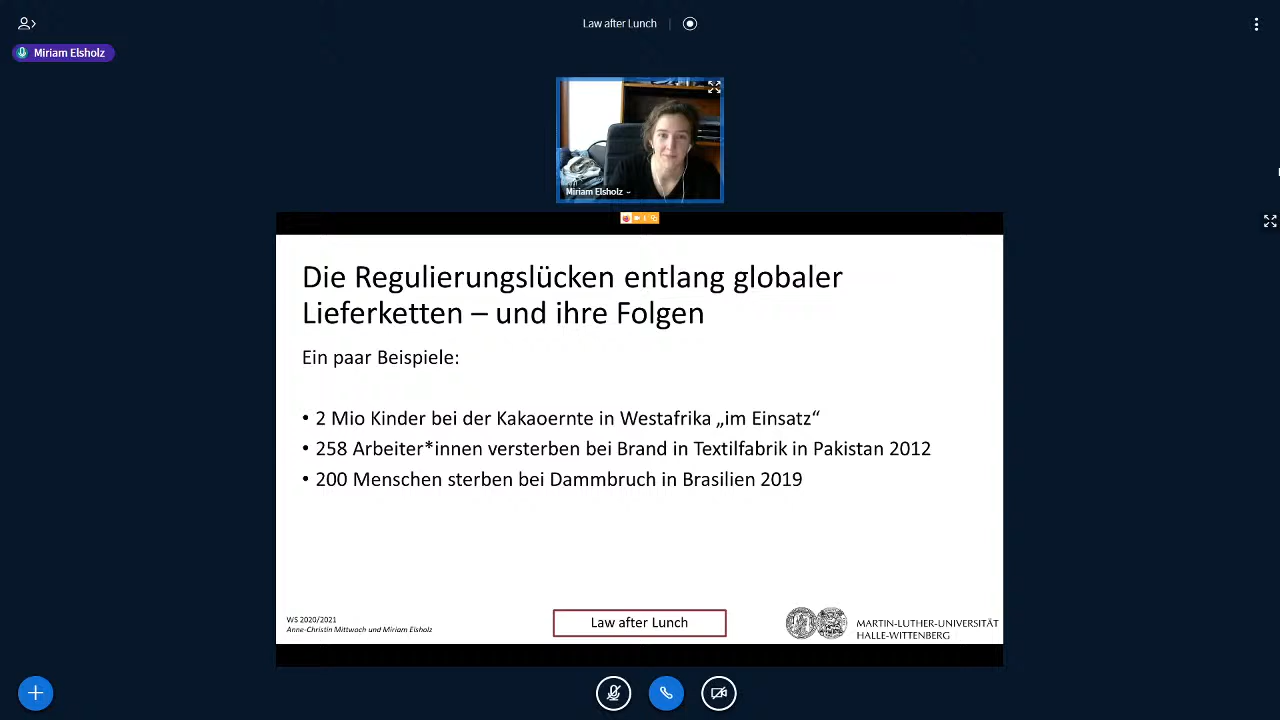 Law after Lunch
Miriam Elsholz
Miriam Elsholz
Die Regulierungslücken entlang globaler
Lieferketten – und ihre Folgen
Ein paar Beispiele:
• 2 Mio Kinder bei der Kakaoernte in Westafrika „im Einsatz“
• 258 Arbeiter*innen versterben bei Brand in Textilfabrik in Pakistan 2012
• 200 Menschen sterben bei Dammbruch in Brasilien 2019
WS 2020/2021
Anne-Christin Mittwoch und Miriam Elsholz
Law after Lunch
MARTIN-LUTHER-UNIVERSITÄT
HALLE-WITTENBERG